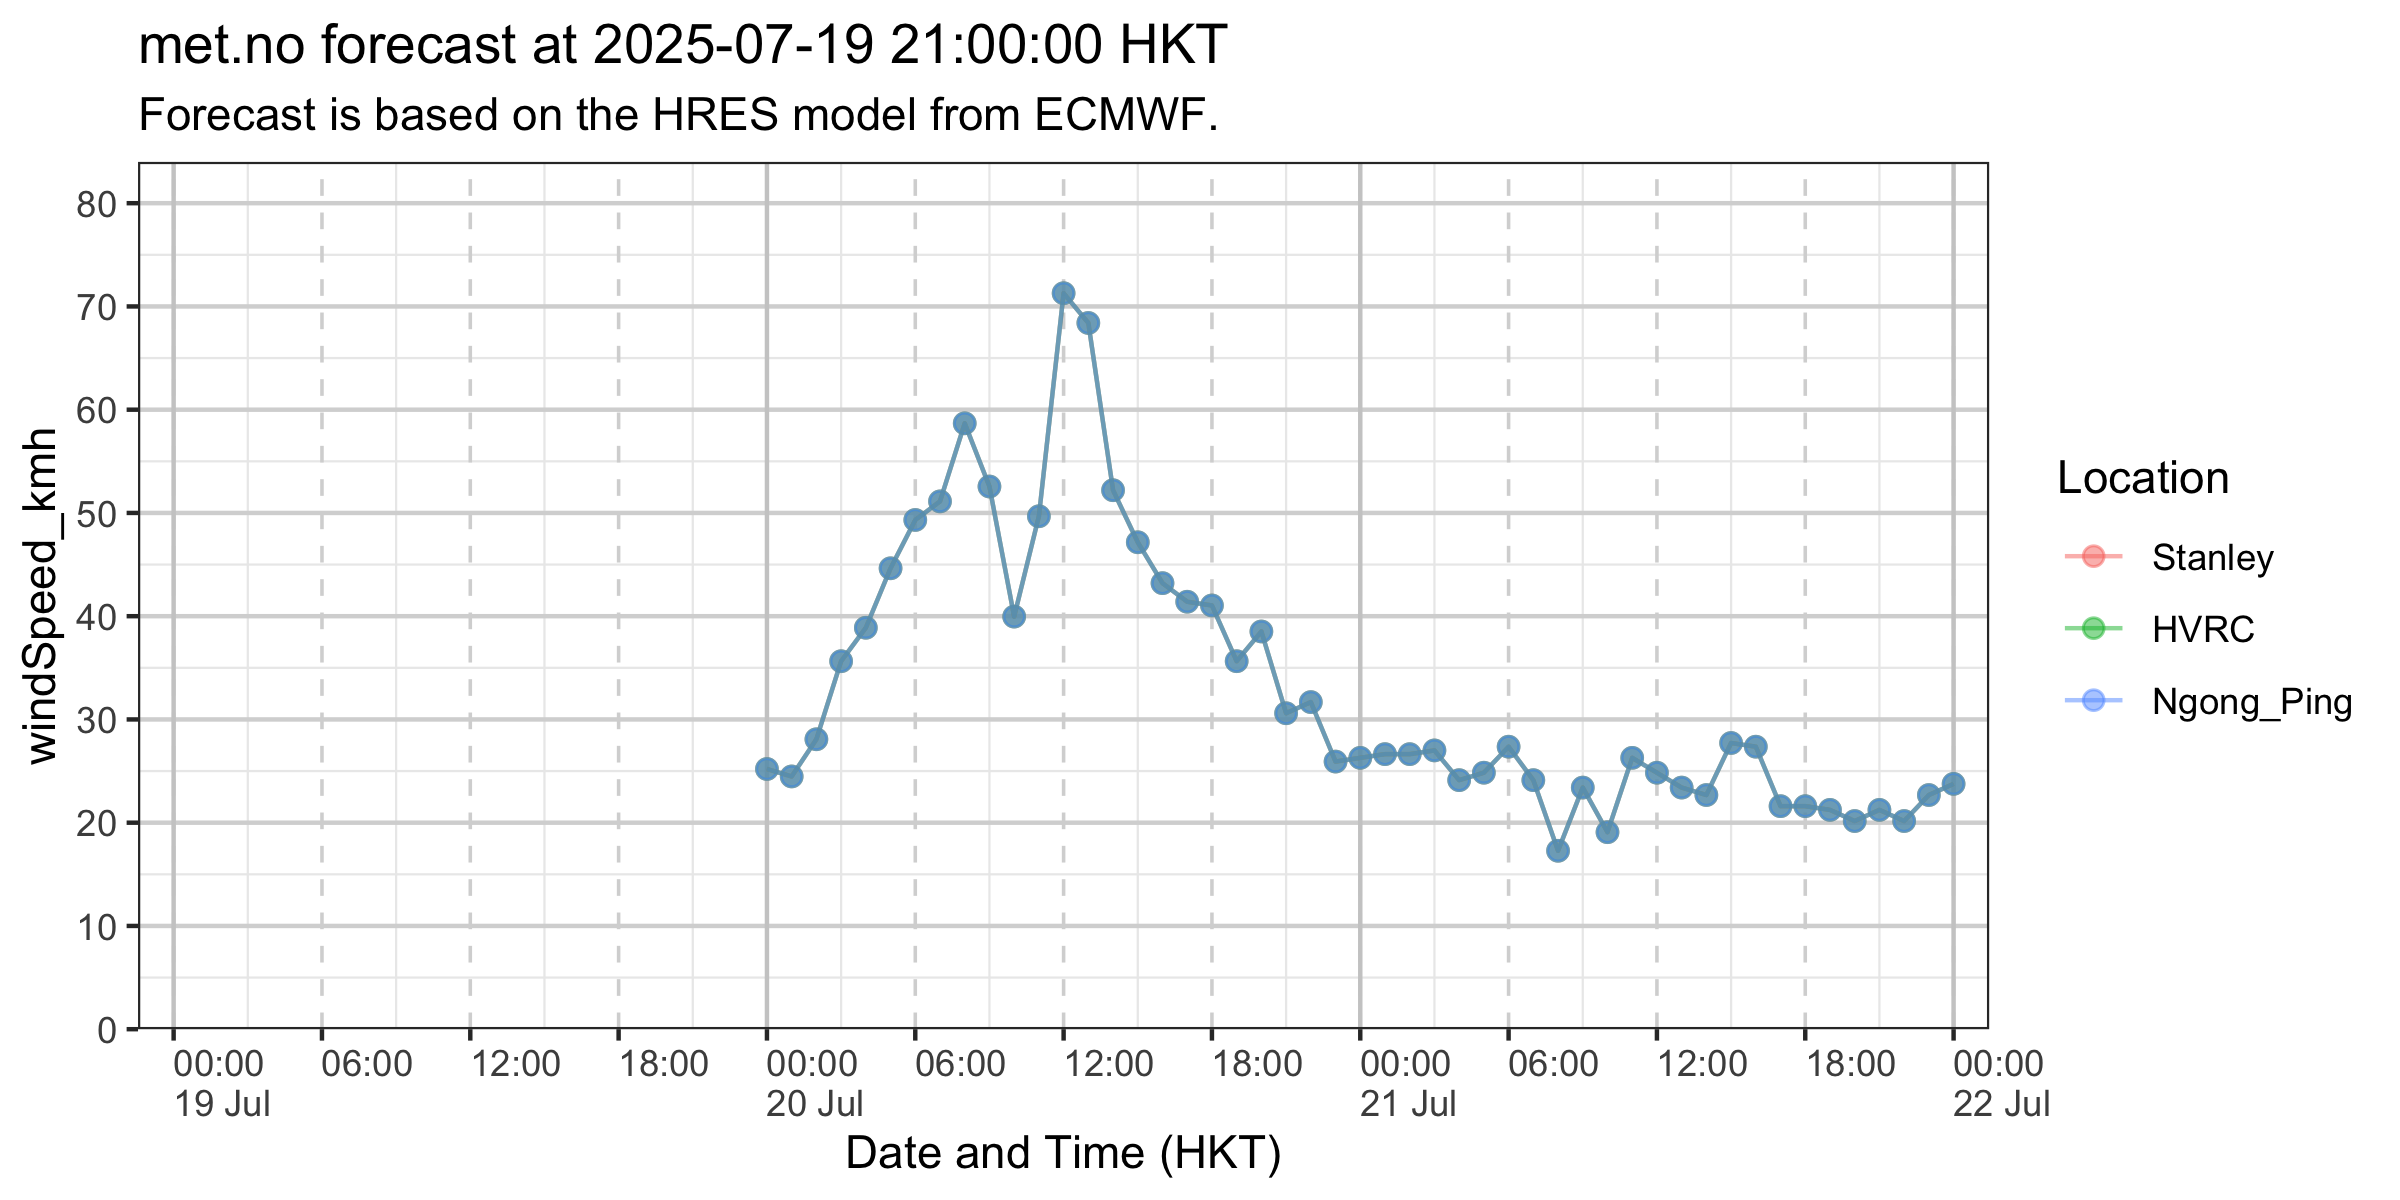 met.no forecast at 2025-07-19 21:00:00 HKT
Forecast is based on the HRES model from ECMWF.
windSpeed_kmh
80
70
60
50
40
30
20
10
0
00:00 06:00 12:00 18:00 00:00 06:00 12:00 18:00 00:00 06:00 12:00 18:00 00:00
19 Jul 20 Jul 21 Jul 22 Jul
Date and Time (HKT)
Location
Stanley
HVRC
Ngong_Ping